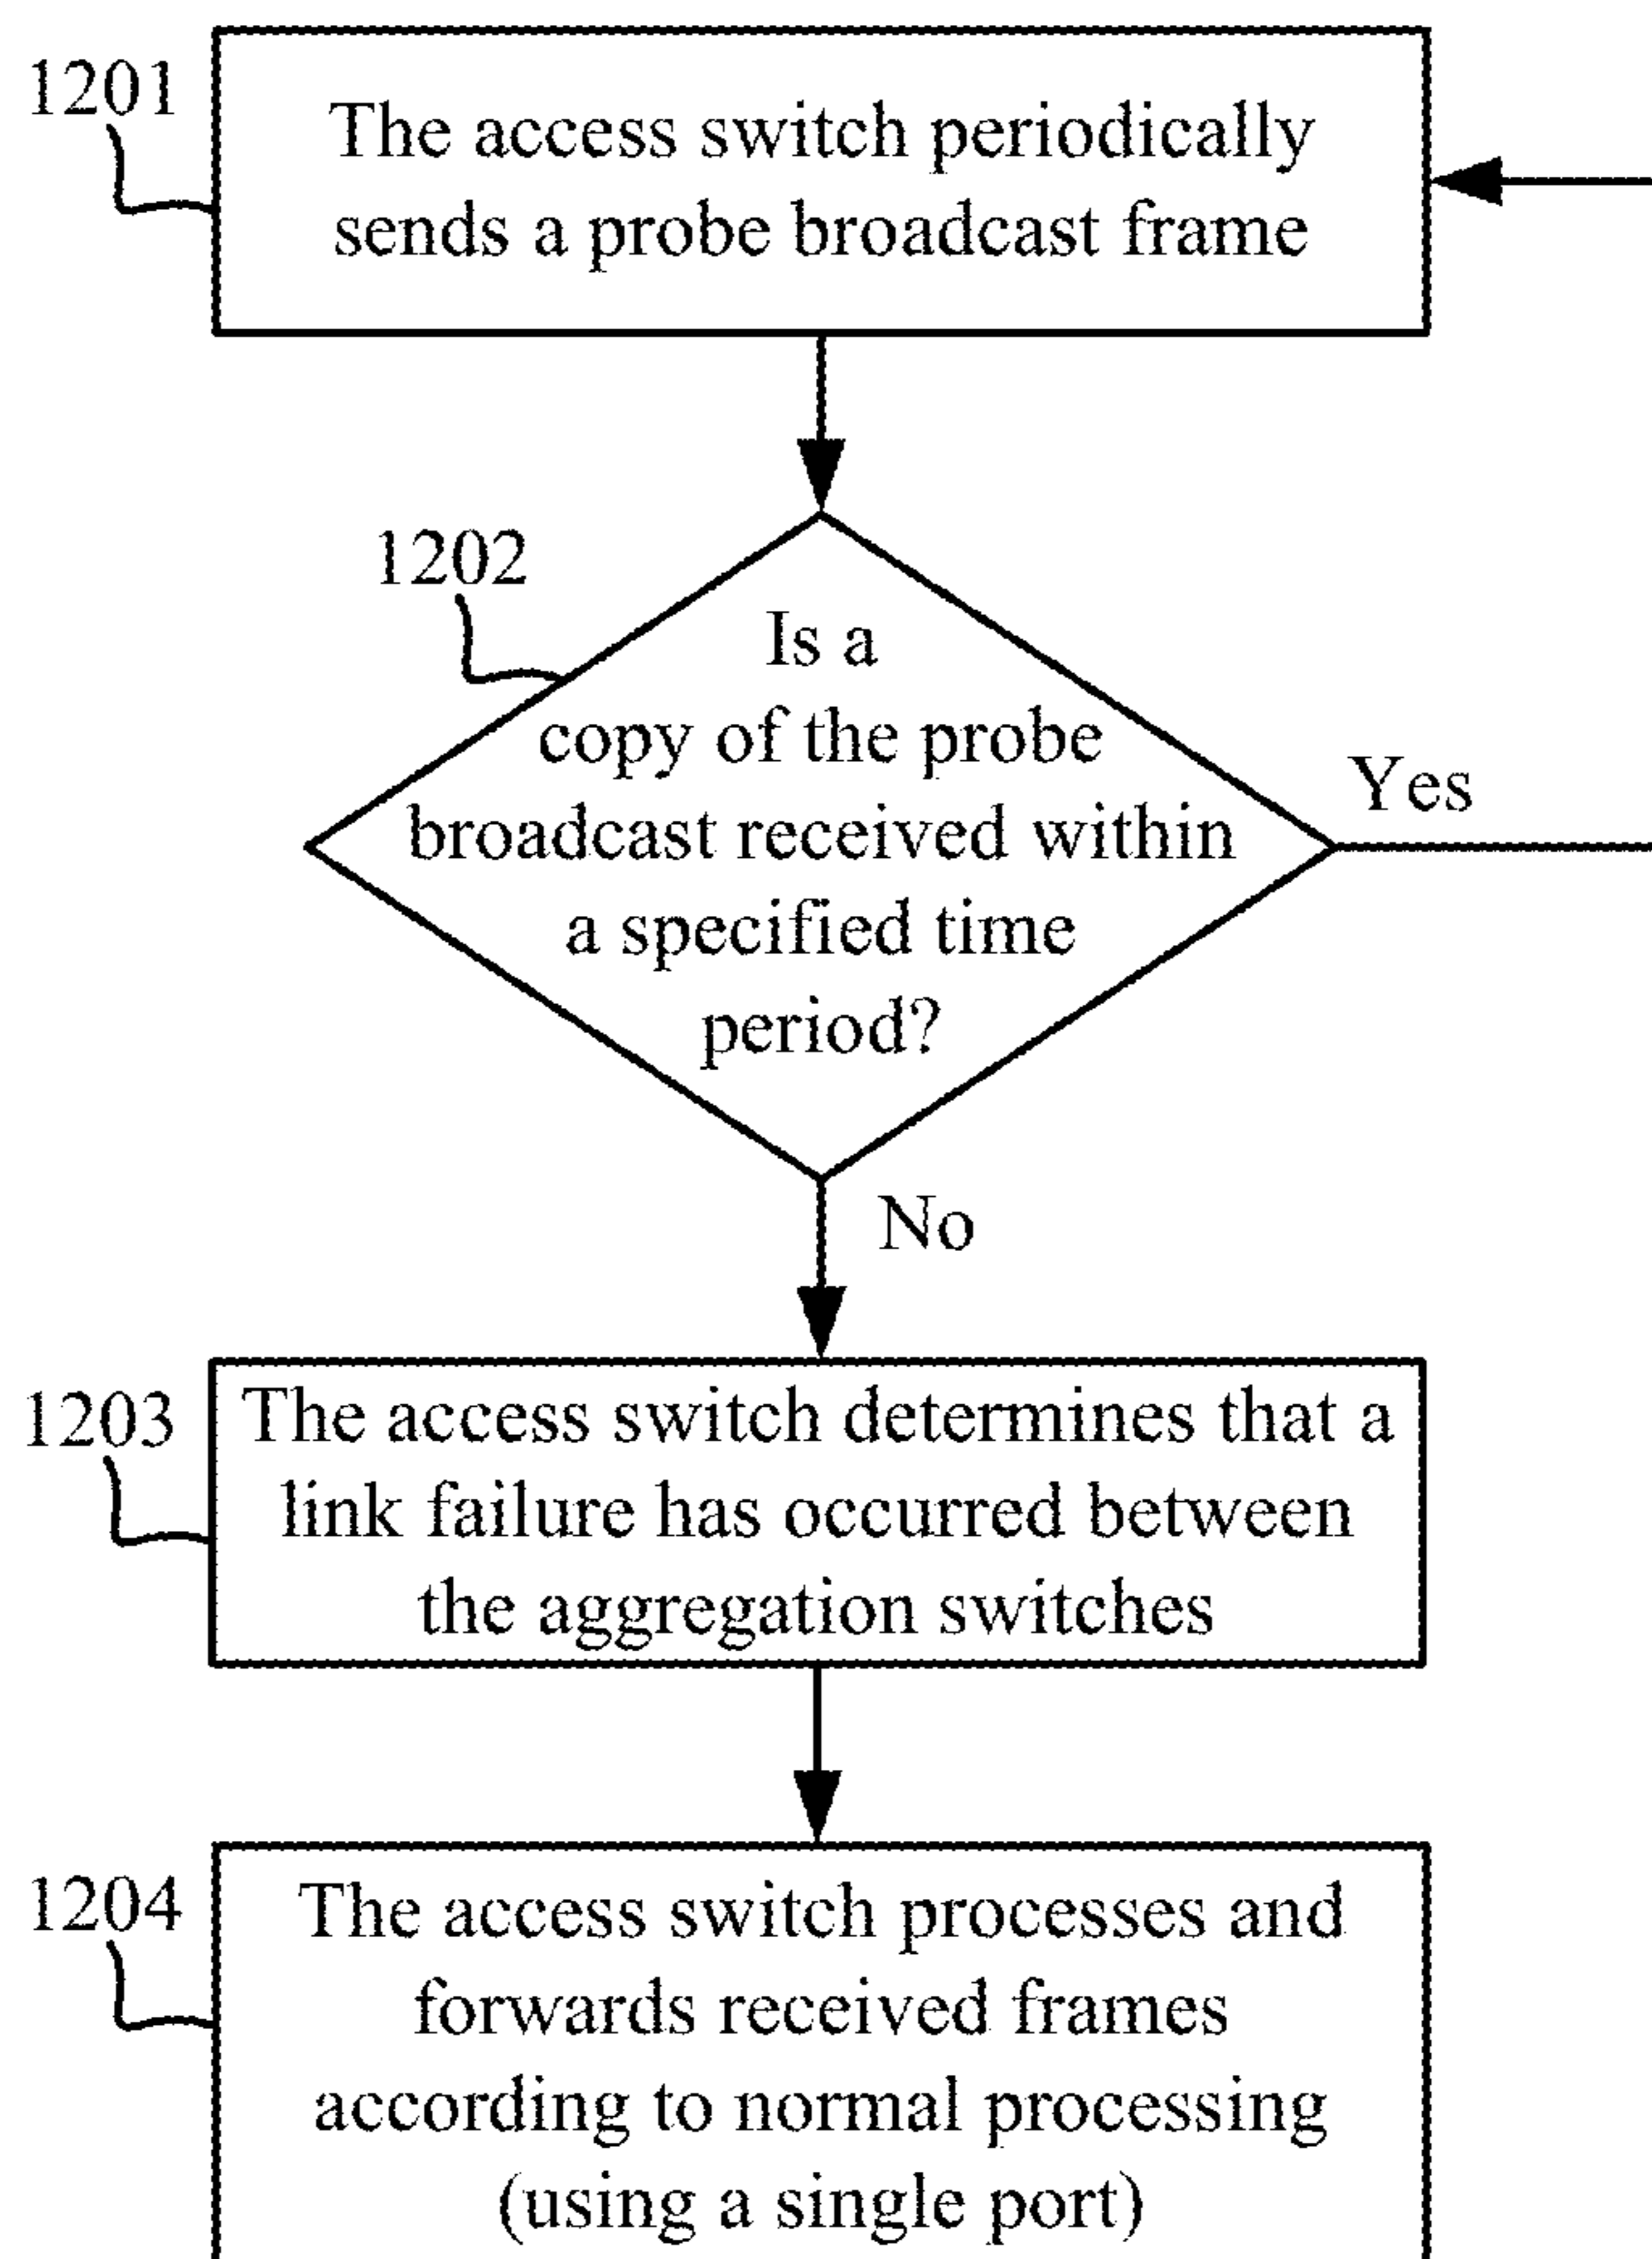 1201
The access switch periodically
sends a probe broadcast frame
1202
Is a
copy of the probe
broadcast received within
a specified time
period?
Yes
No
1203
The access switch determines that a
link failure has occurred between
the aggregation switches
1204
The access switch processes and
forwards received frames
according to normal processing
(using a single port)